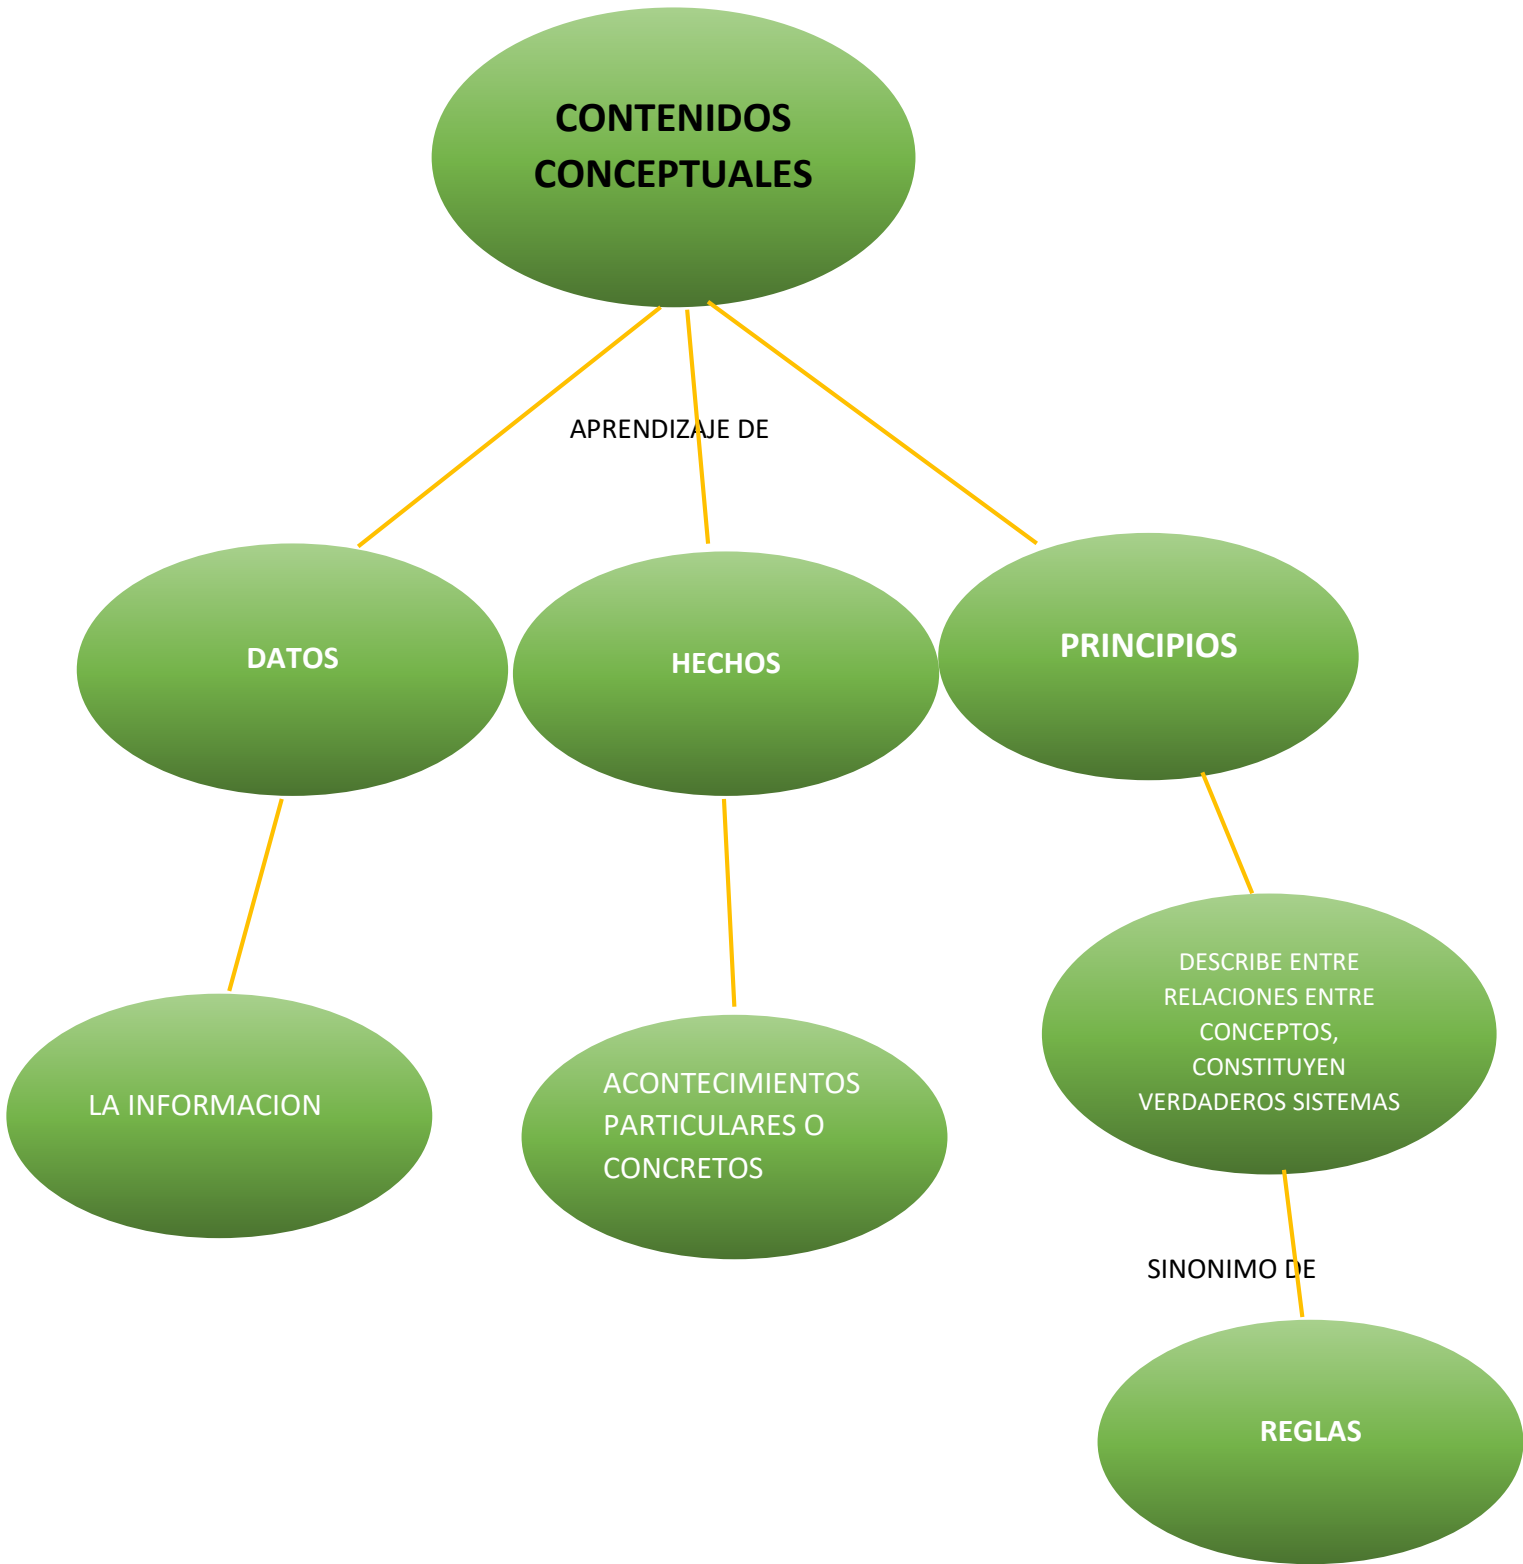 CONTENIDOS
CONCEPTUALES
APRENDIZAJE DE
DATOS
HECHOS
PRINCIPIOS
LA INFORMACION
ACONTECIMIENTOS
PARTICULARES O
CONCRETOS
DESCRIBE ENTRE
RELACIONES ENTRE
CONCEPTOS,
CONSTITUYEN
VERDADEROS SISTEMAS
SINONIMO DE
REGLAS